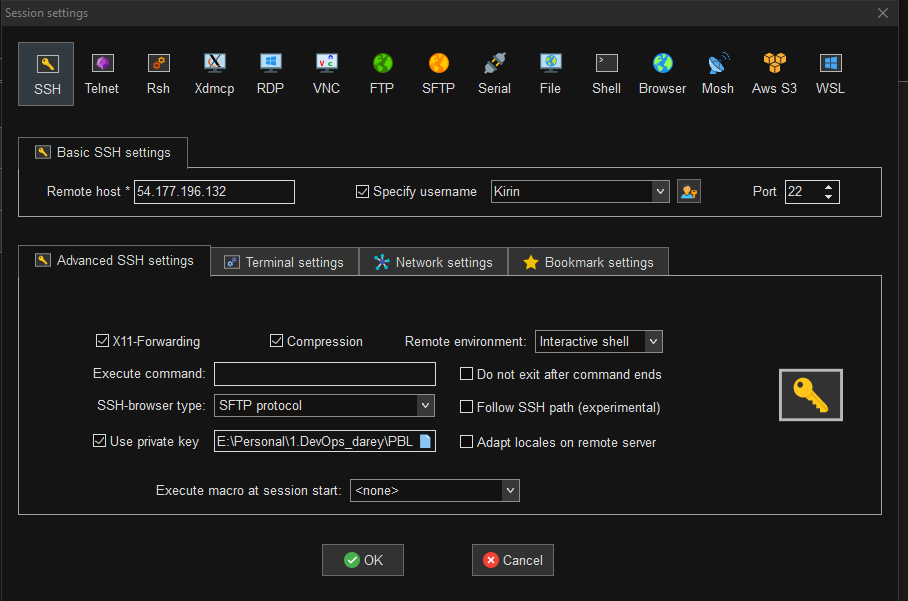 Session settings
SSH Telnet Rsh Xdmcp RDP VNC FTP SFTP Serial File Shell Browser Mosh Aws S3 WSL
Basic SSH settings
Remote host * 54.177.196.132 Specify username Kirin Port 22
Advanced SSH settings Terminal settings Network settings Bookmark settings
X11-Forwarding Compression Remote environment: Interactive shell
Execute command: Do not exit after command ends
SSH-browser type: SFTP protocol Follow SSH path (experimental)
Use private key E:\Personal\1.DevOps_darey\PBL Adapt locales on remote server
Execute macro at session start: <none>
OK Cancel